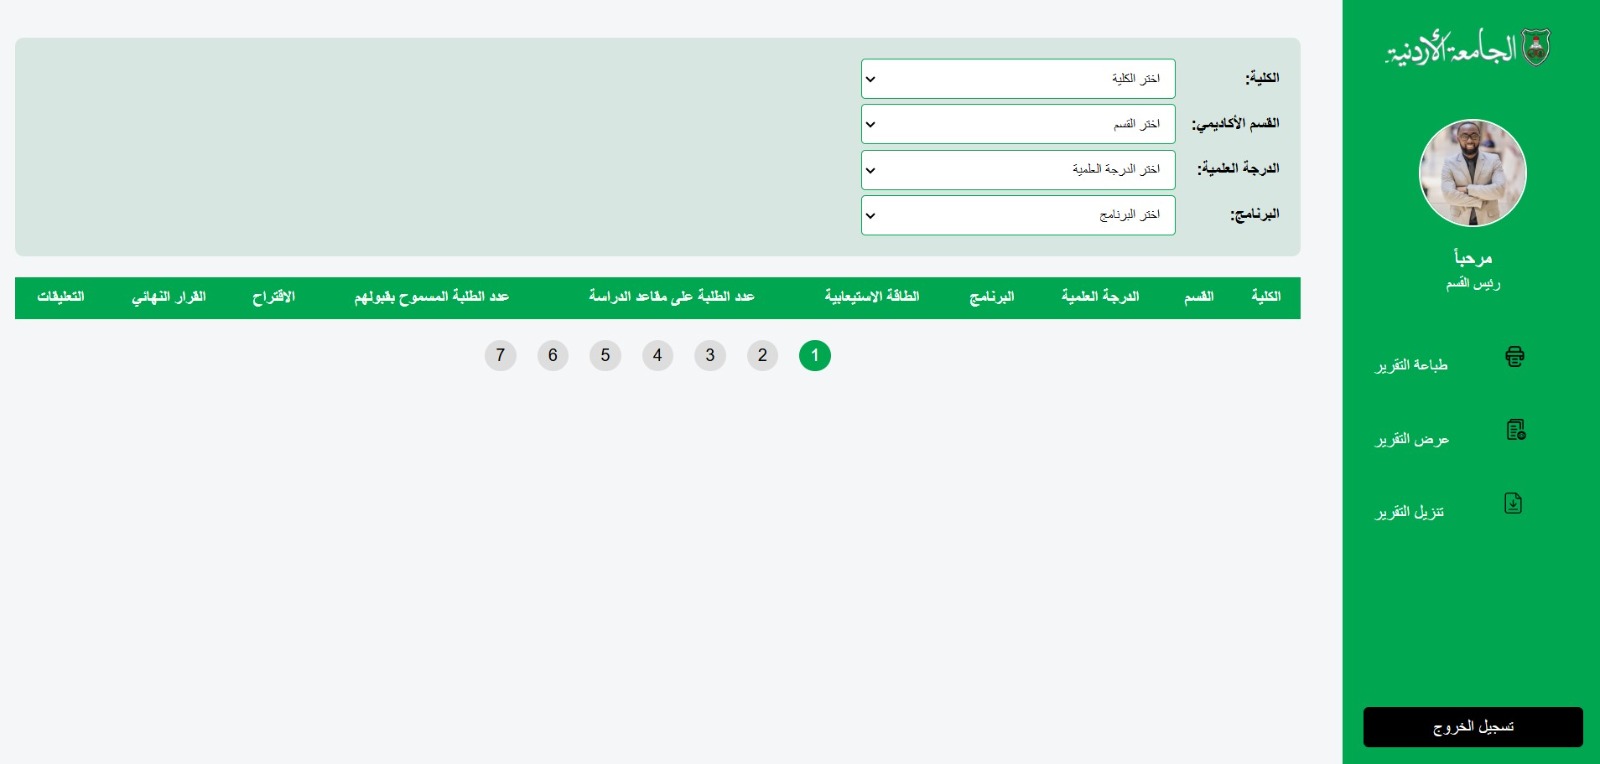 الجامعة الأردنية
مرحباً
رئيس القسم
طباعة التقرير
عرض التقرير
تنزيل التقرير
تسجيل الخروج
الكلية: اختر الكلية
القسم الأكاديمي: اختر القسم
الدرجة العلمية: اختر الدرجة العلمية
البرنامج: اختر البرنامج
الكلية القسم الدرجة العلمية البرنامج الطاقة الاستيعابية عدد الطلبة على مقاعد الدراسة عدد الطلبة المسموح بقبولهم الاقتراح القرار النهائي التعليقات
1 2 3 4 5 6 7